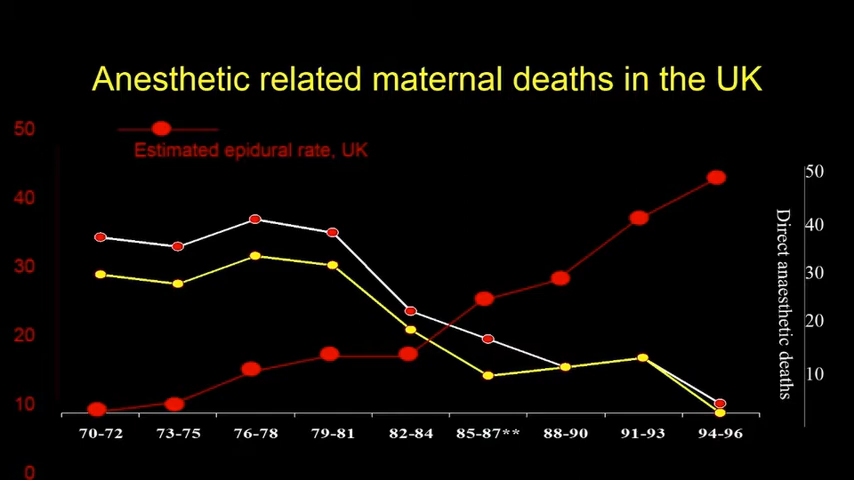 Anesthetic related maternal deaths in the UK
Estimated epidural rate, UK
50
40
30
20
10
0
50
40
30
20
10
Direct anaesthetic deaths
70-72 73-75 76-78 79-81 82-84 85-87** 88-90 91-93 94-96